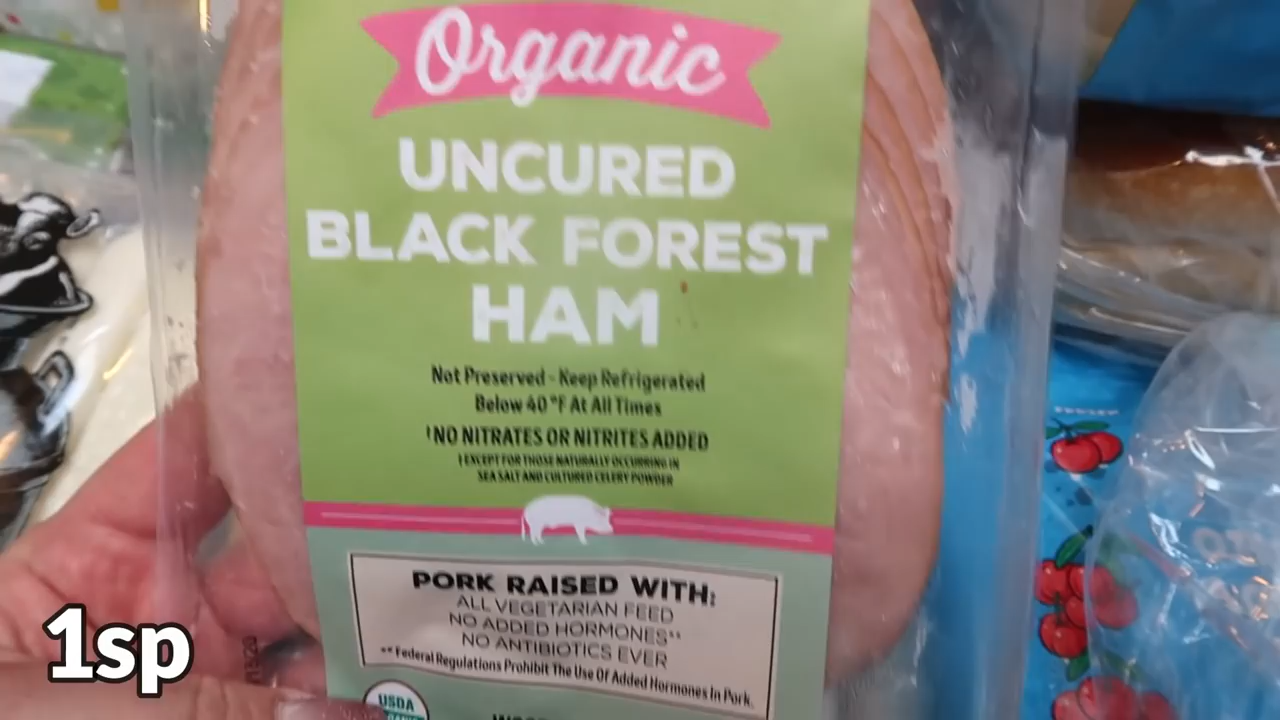 Organic
UNCURED
BLACK FOREST
HAM
Not Preserved - Keep Refrigerated
Below 40 °F At All Times
†NO NITRATES OR NITRITES ADDED
† EXCEPT FOR THOSE NATURALLY OCCURRING IN
SEA SALT AND CULTURED CELERY POWDER
PORK RAISED WITH:
ALL VEGETARIAN FEED
NO ADDED HORMONES**
NO ANTIBIOTICS EVER
** Federal Regulations Prohibit The Use Of Added Hormones In Pork.
USDA
1sp